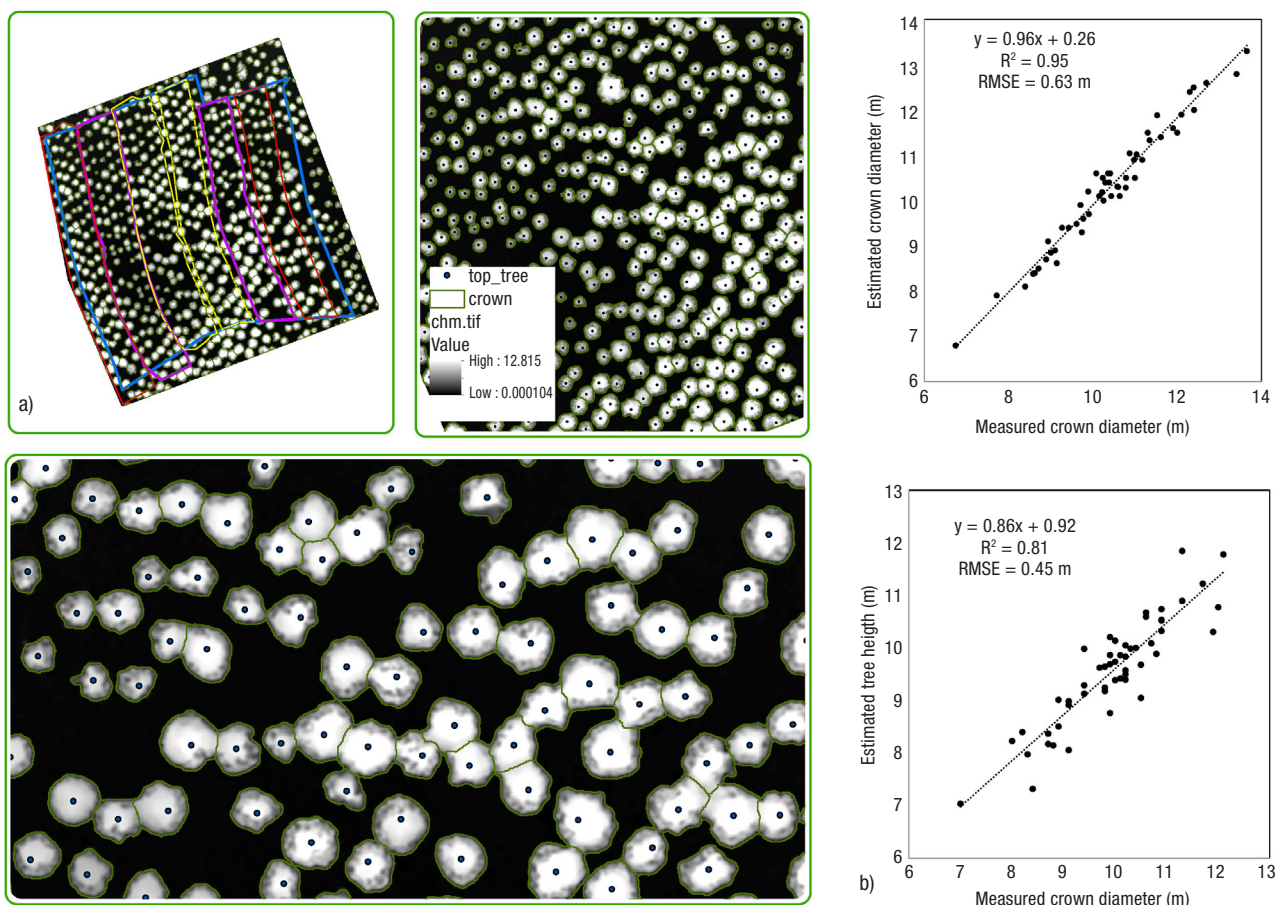 a)
top_tree
crown
chm.tif
Value
High : 12.815
Low : 0.000104
14
13
12
11
10
9
8
7
6
Estimated crown diameter (m)
y = 0.96x + 0.26
R² = 0.95
RMSE = 0.63 m
6
8
10
12
14
Measured crown diameter (m)
13
12
11
10
9
8
7
6
Estimated tree heigth (m)
y = 0.86x + 0.92
R² = 0.81
RMSE = 0.45 m
7
8
9
10
11
12
13
b)
Measured crown diameter (m)